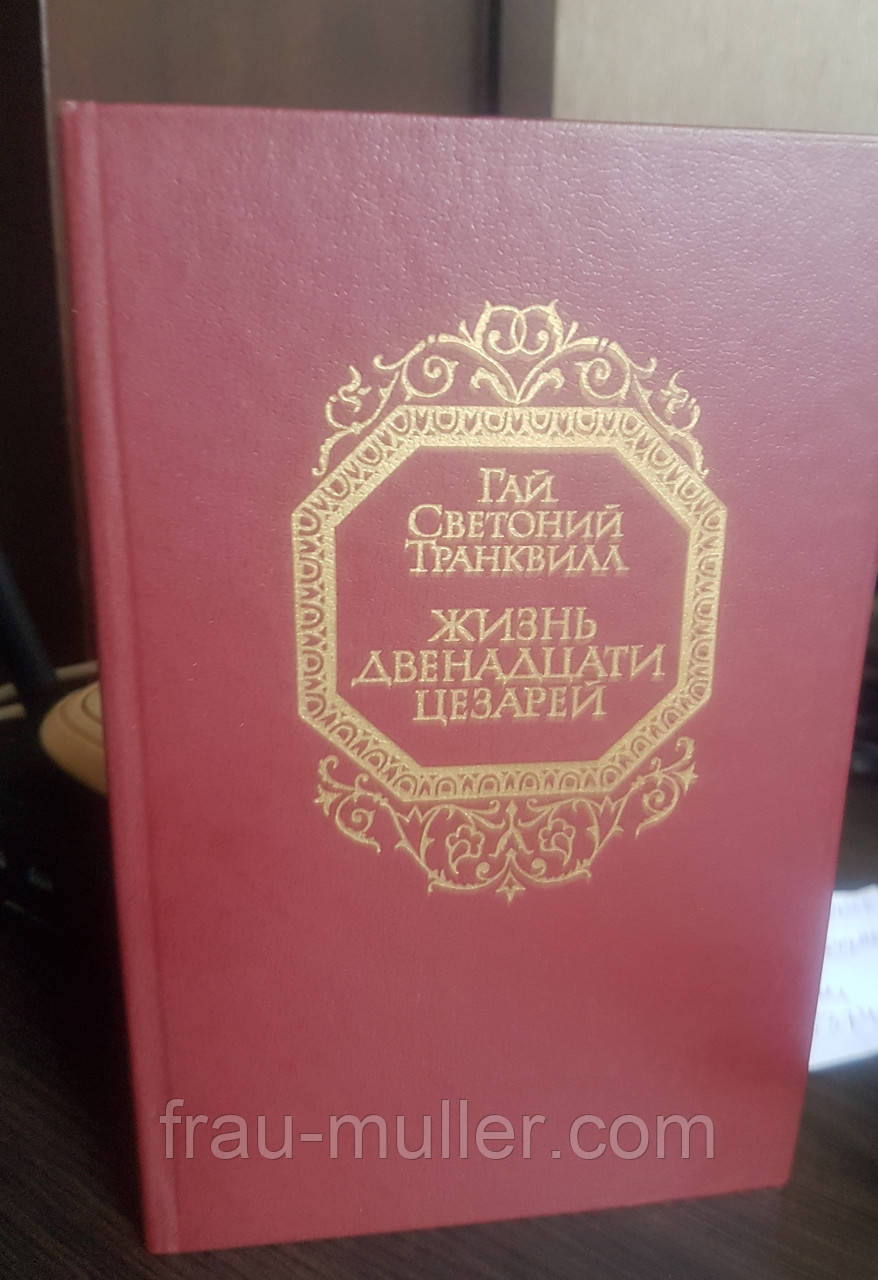 Гай
Светоний
Транквилл
Жизнь
двенадцати
цезарей
frau-muller.com